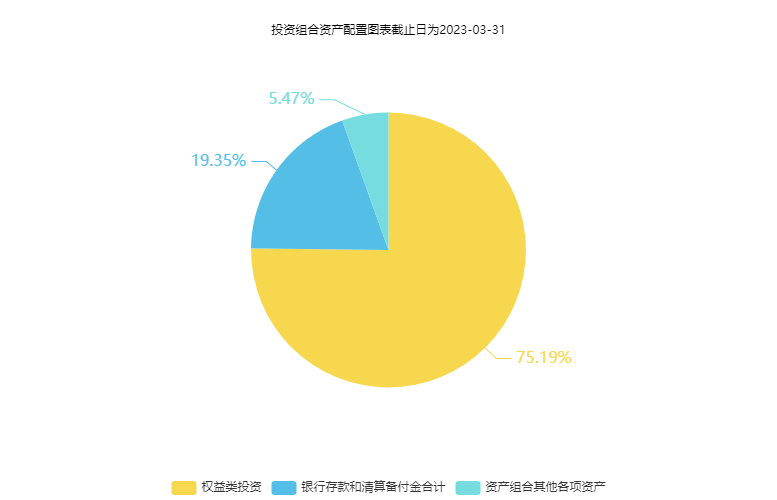 投资组合资产配置图表截止日为2023-03-31
5.47%
19.35%
75.19%
权益类投资
银行存款和清算备付金合计
资产组合其他各项资产